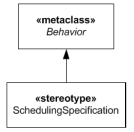 «metaclass»
Behavior
«stereotype»
SchedulingSpecification